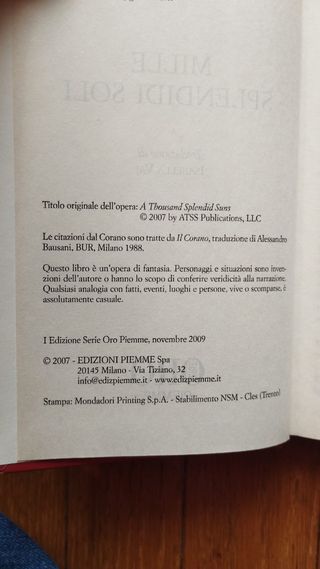 MILLE
SPLENDIDI SOLI
Traduzione di
Titolo originale dell'opera: A Thousand Splendid Suns
© 2007 by ATSS Publications, LLC
Le citazioni dal Corano sono tratte da Il Corano, traduzione di Alessandro
Bausani, BUR, Milano 1988.
Questo libro è un'opera di fantasia. Personaggi e situazioni sono inven-
zioni dell'autore o hanno lo scopo di conferire veridicità alla narrazione.
Qualsiasi analogia con fatti, eventi, luoghi e persone, vive o scomparse, è
assolutamente casuale.
I Edizione Serie Oro Piemme, novembre 2009
© 2007 - EDIZIONI PIEMME Spa
20145 Milano - Via Tiziano, 32
info@edizpiemme.it - www.edizpiemme.it
Stampa: Mondadori Printing S.p.A. - Stabilimento NSM - Cles (Trento)